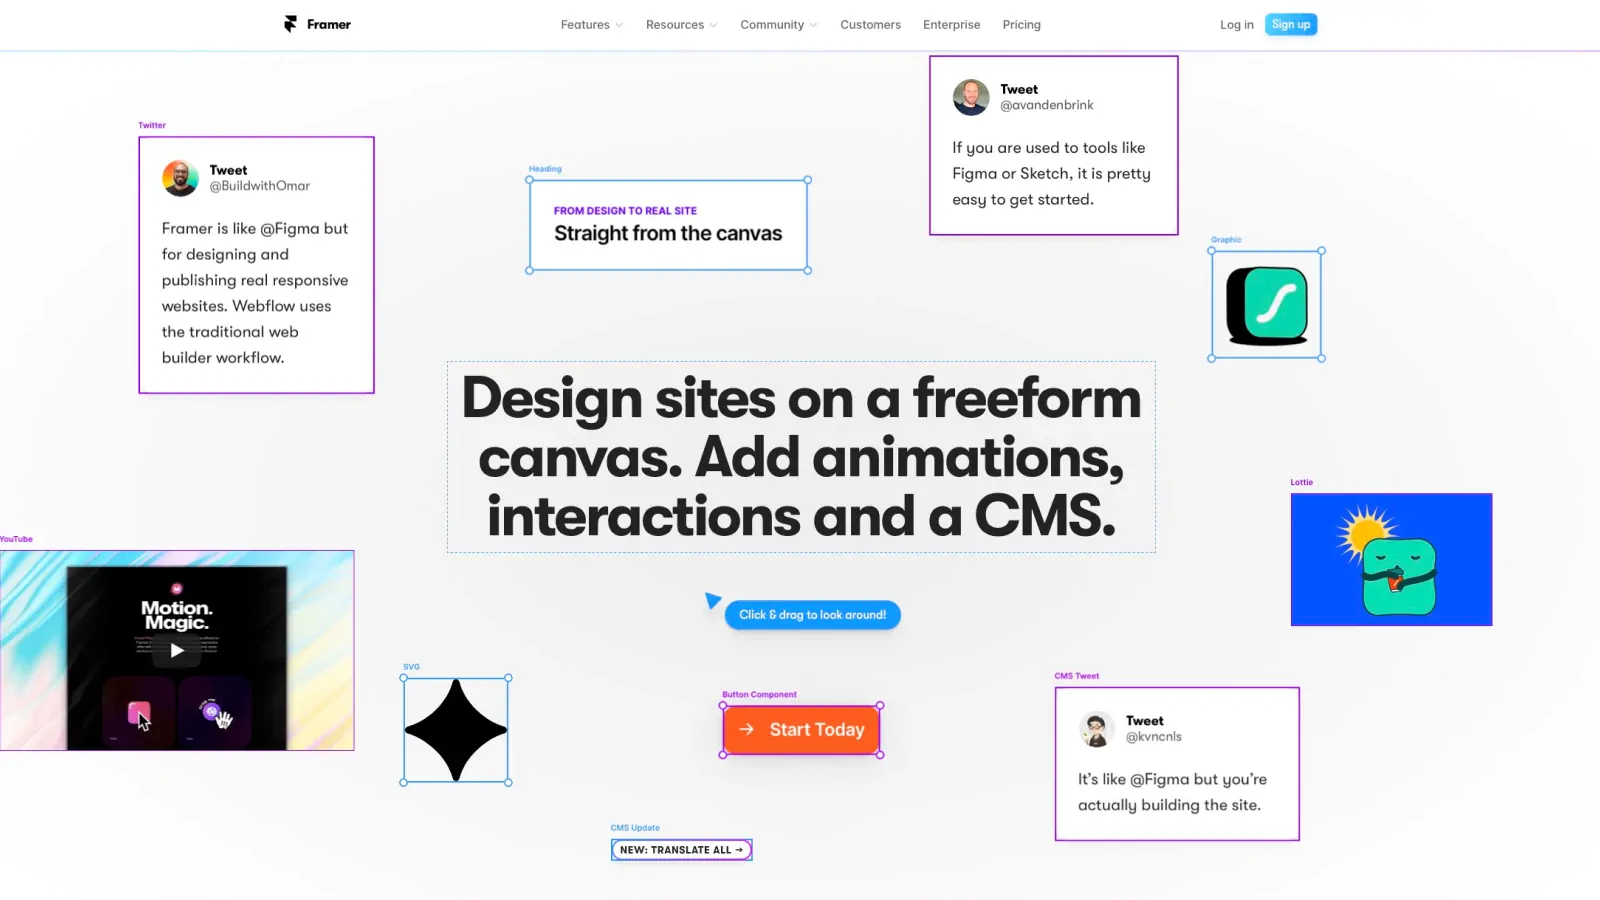 Framer
Features
Resources
Community
Customers
Enterprise
Pricing
Log in
Sign up
Tweet
@avandenbrink
If you are used to tools like
Figma or Sketch, it is pretty
easy to get started.
Twitter
Tweet
@BuildwithOmar
Framer is like @Figma but
for designing and
publishing real responsive
websites. Webflow uses
the traditional web
builder workflow.
Heading
FROM DESIGN TO REAL SITE
Straight from the canvas
Graphic
Design sites on a freeform
canvas. Add animations,
interactions and a CMS.
Lottie
YouTube
Motion.
Magic.
Click & drag to look around!
SVG
Button Component
→ Start Today
CMS Tweet
Tweet
@kvncnls
It’s like @Figma but you’re
actually building the site.
CMS Update
NEW: TRANSLATE ALL →